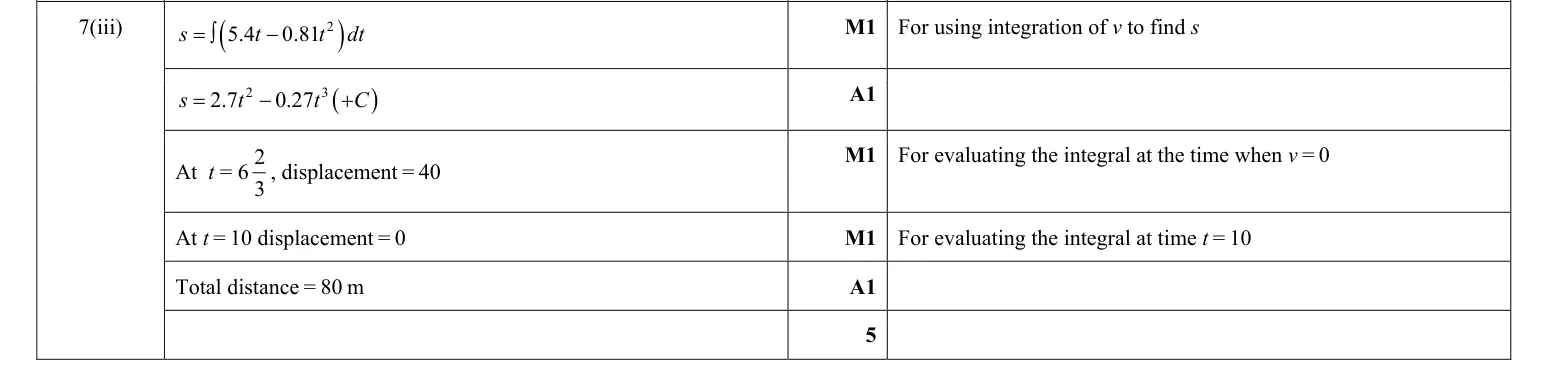 7(iii) s = ∫(5.4t − 0.81t²)dt M1 For using integration of v to find s
s = 2.7t² − 0.27t³ (+C) A1
At t = 6 2/3, displacement = 40 M1 For evaluating the integral at the time when v = 0
At t = 10 displacement = 0 M1 For evaluating the integral at time t = 10
Total distance = 80 m A1
5